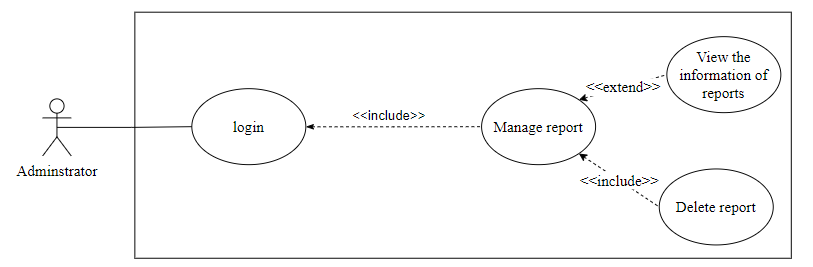 View the
information of
reports
<<extend>>
<<include>>
login
Manage report
Adminstrator
<<include>>
Delete report